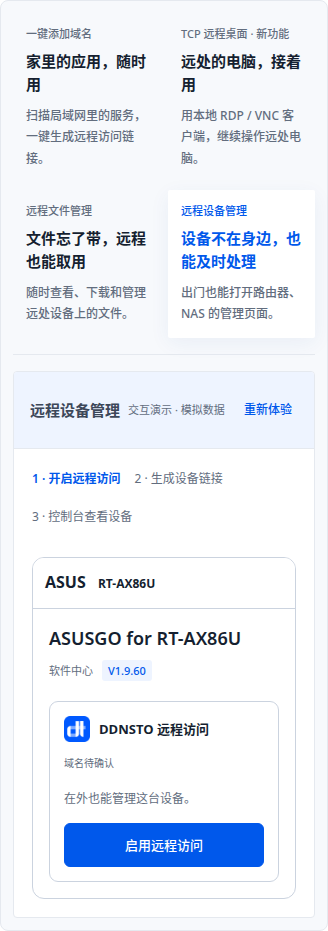 一键添加域名
家里的应用，随时
用
扫描局域网里的服务，
一键生成远程访问链
接。
TCP 远程桌面 · 新功能
远处的电脑，接着
用
用本地 RDP / VNC 客
户端，继续操作远处电
脑。
远程文件管理
文件忘了带，远程
也能取用
随时查看、下载和管理
远处设备上的文件。
远程设备管理
设备不在身边，也
能及时处理
出门也能打开路由器、
NAS 的管理页面。
远程设备管理 交互演示 · 模拟数据 重新体验
1 · 开启远程访问 2 · 生成设备链接
3 · 控制台查看设备
ASUS RT-AX86U
ASUSGO for RT-AX86U
软件中心 V1.9.60
dt DDNSTO 远程访问
域名待确认
在外也能管理这台设备。
启用远程访问